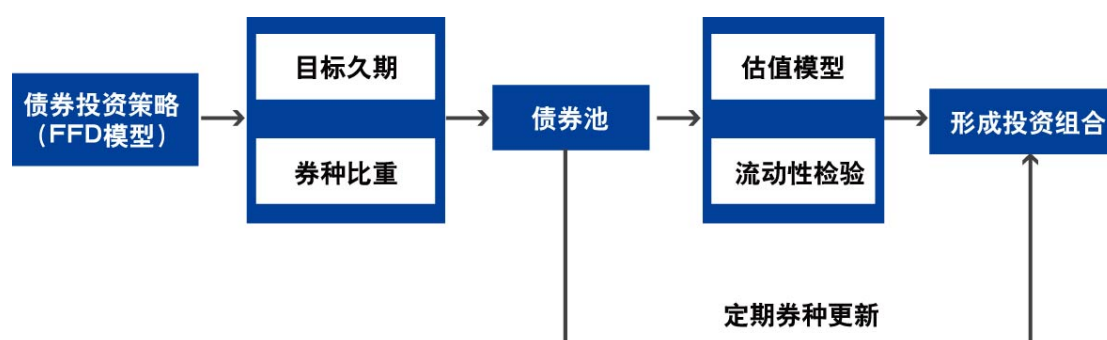 债券投资策略
（FFD模型）
目标久期
券种比重
债券池
估值模型
流动性检验
形成投资组合
定期券种更新